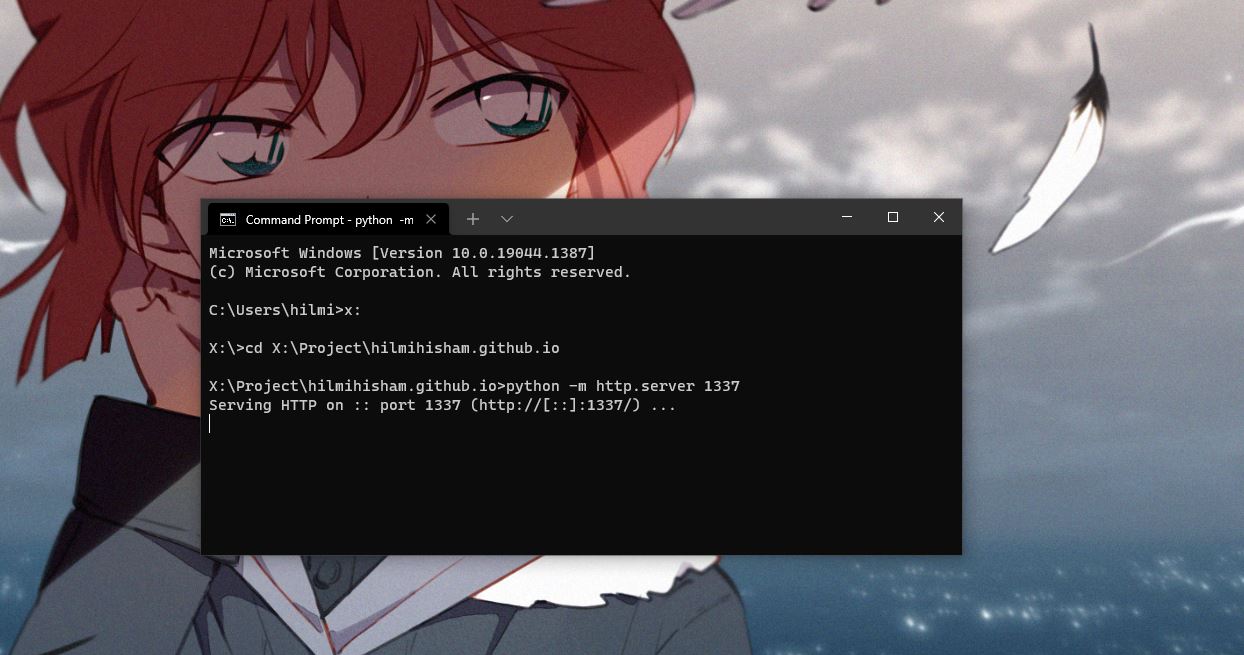 Command Prompt - python  -m
Microsoft Windows [Version 10.0.19044.1387]
(c) Microsoft Corporation. All rights reserved.
C:\Users\hilmi>x:
X:\>cd X:\Project\hilmihisham.github.io
X:\Project\hilmihisham.github.io>python -m http.server 1337
Serving HTTP on :: port 1337 (http://[::]:1337/) ...